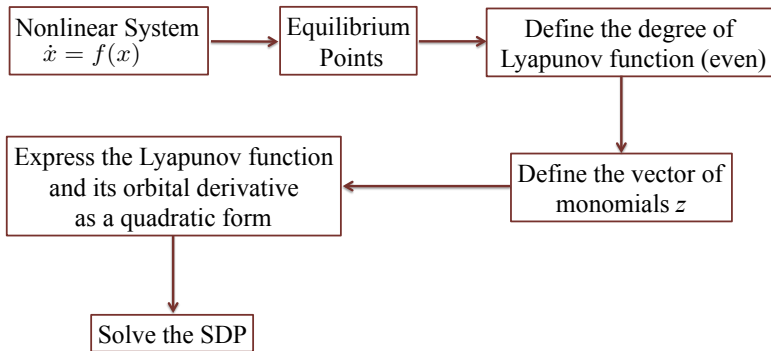 Nonlinear System
ẋ = f(x)
Equilibrium
Points
Define the degree of
Lyapunov function (even)
Define the vector of
monomials z
Express the Lyapunov function
and its orbital derivative
as a quadratic form
Solve the SDP